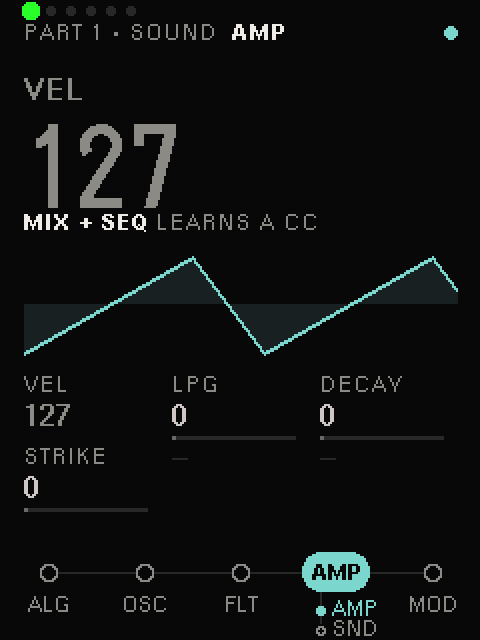 PART 1 · SOUND AMP
VEL
127
MIX + SEQ LEARNS A CC
VEL LPG DECAY
127 0 0
STRIKE — —
0
AMP
ALG OSC FLT AMP MOD
SND